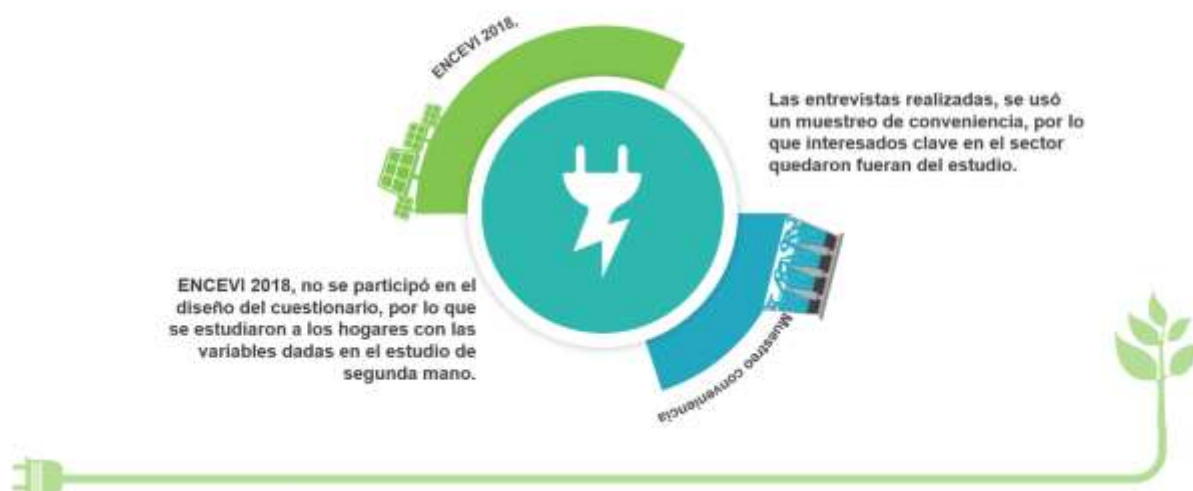 ENCEVI 2018.
Las entrevistas realizadas, se usó
un muestreo de conveniencia, por lo
que interesados clave en el sector
quedaron fueran del estudio.
ENCEVI 2018, no se participó en el
diseño del cuestionario, por lo que
se estudiaron a los hogares con las
variables dadas en el estudio de
segunda mano.
Muestreo conveniencia